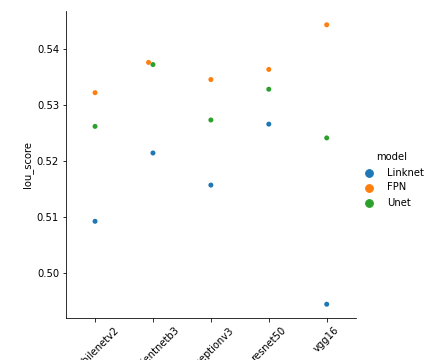 0.54
0.53
0.52
0.51
0.50
Iou_score
bilenetv2
entnetb3
eptionv3
resnet50
vgg16
model
Linknet
FPN
Unet